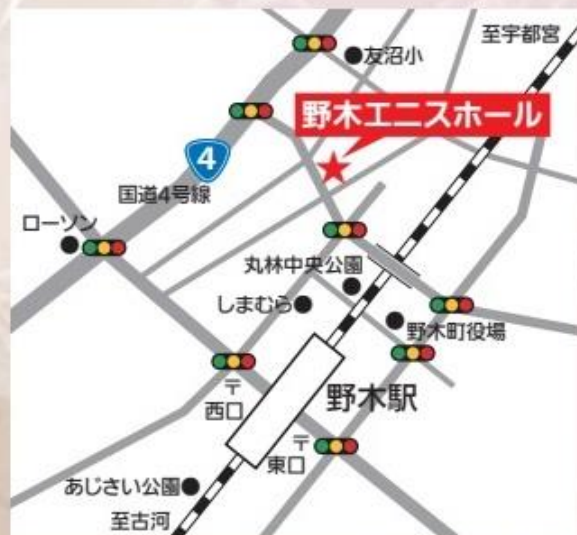 至宇都宮
友沼小
野木エニスホール
4
国道4号線
ローソン
丸林中央公園
しまむら
野木町役場
〒
西口
野木駅
〒
東口
あじさい公園
至古河